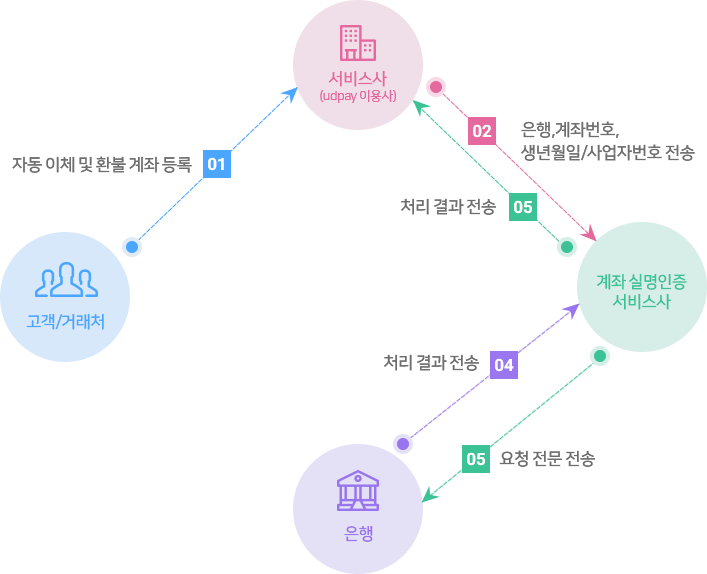 서비스사
(udpay 이용사)
자동 이체 및 환불 계좌 등록
01
02
은행,계좌번호,
생년월일/사업자번호 전송
처리 결과 전송
05
고객/거래처
계좌 실명인증
서비스사
처리 결과 전송
04
05
요청 전문 전송
은행